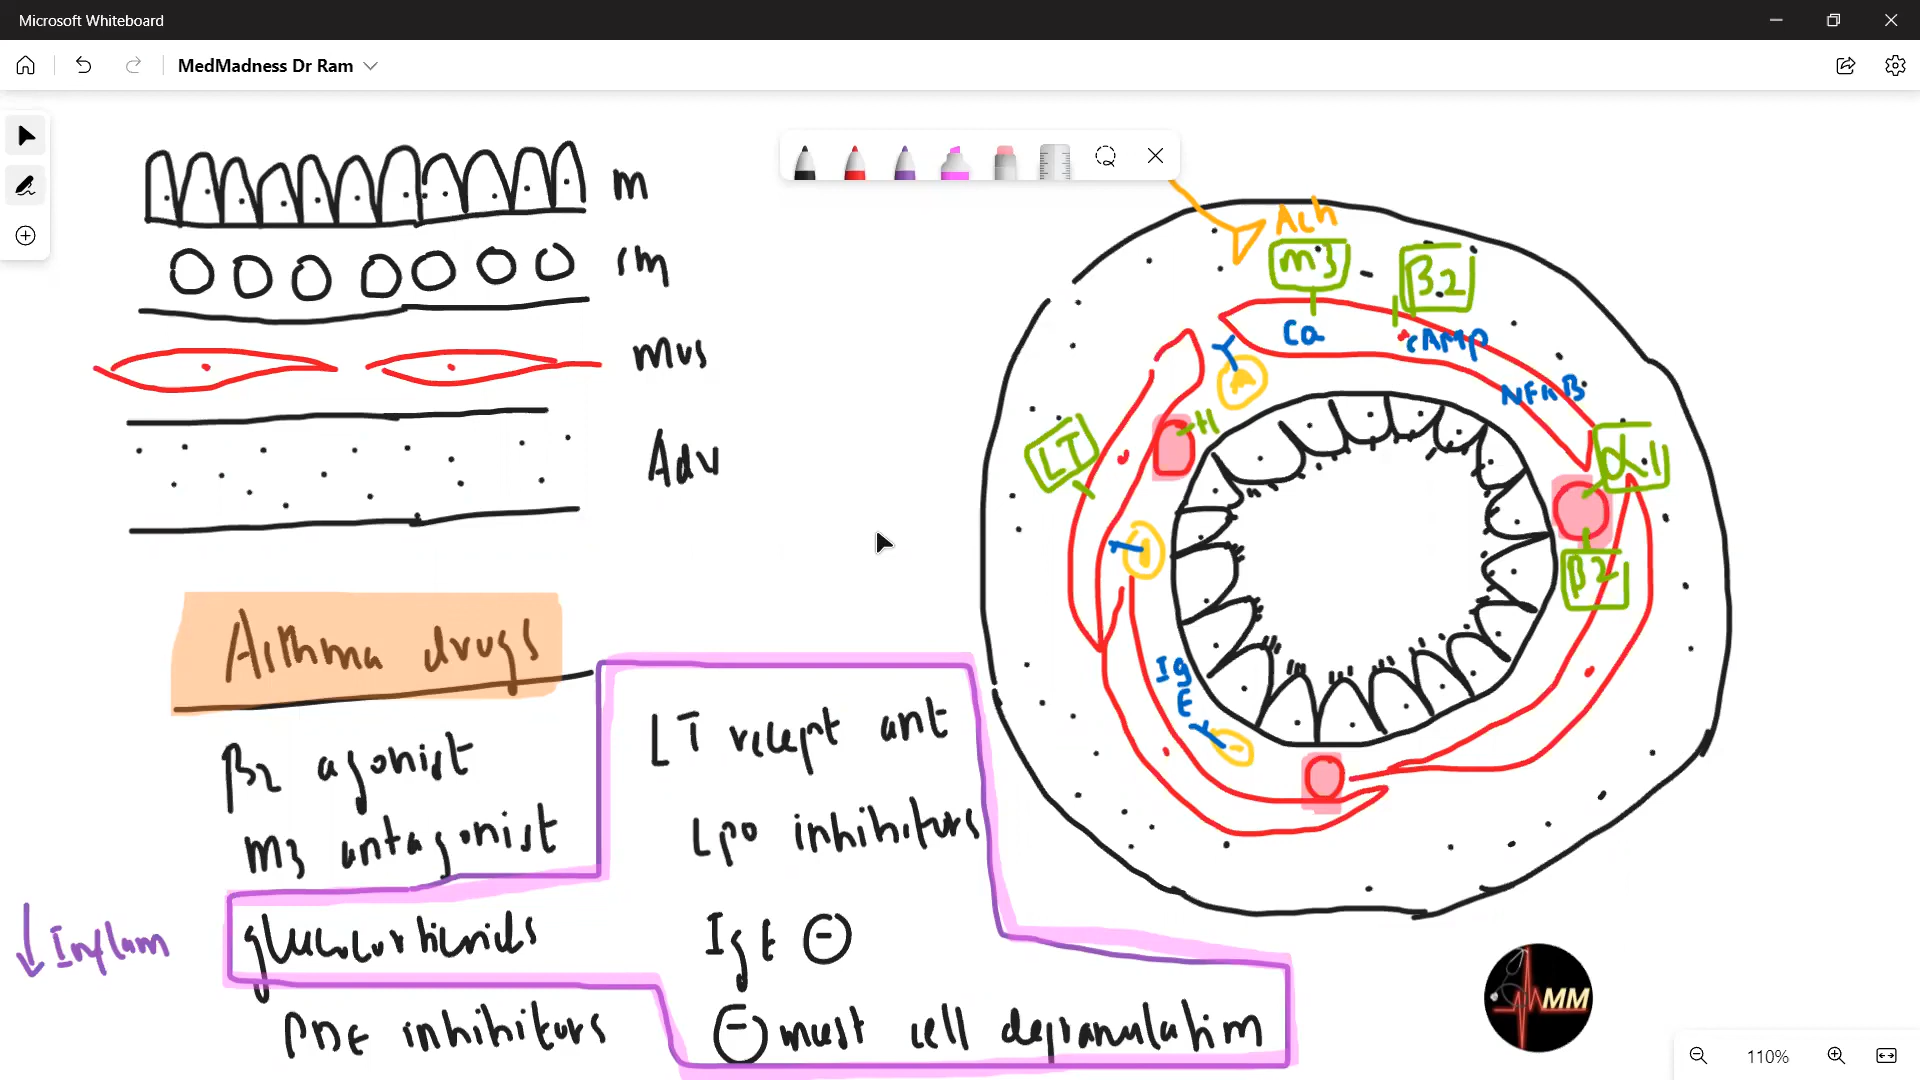 Microsoft Whiteboard
MedMadness Dr Ram
m
sm
mus
Adv
Asthma drugs
β2 agonist
m3 antagonist
glucocorticoids
PDE inhibitors
↓ Inflam
LT recept ant
Lpo inhibitors
IgE ⊖
⊖ mast cell degranulation
Ach
m3
β2
Ca
cAMP
NFκB
H
LT
α1
β2
IgE
MM
110%